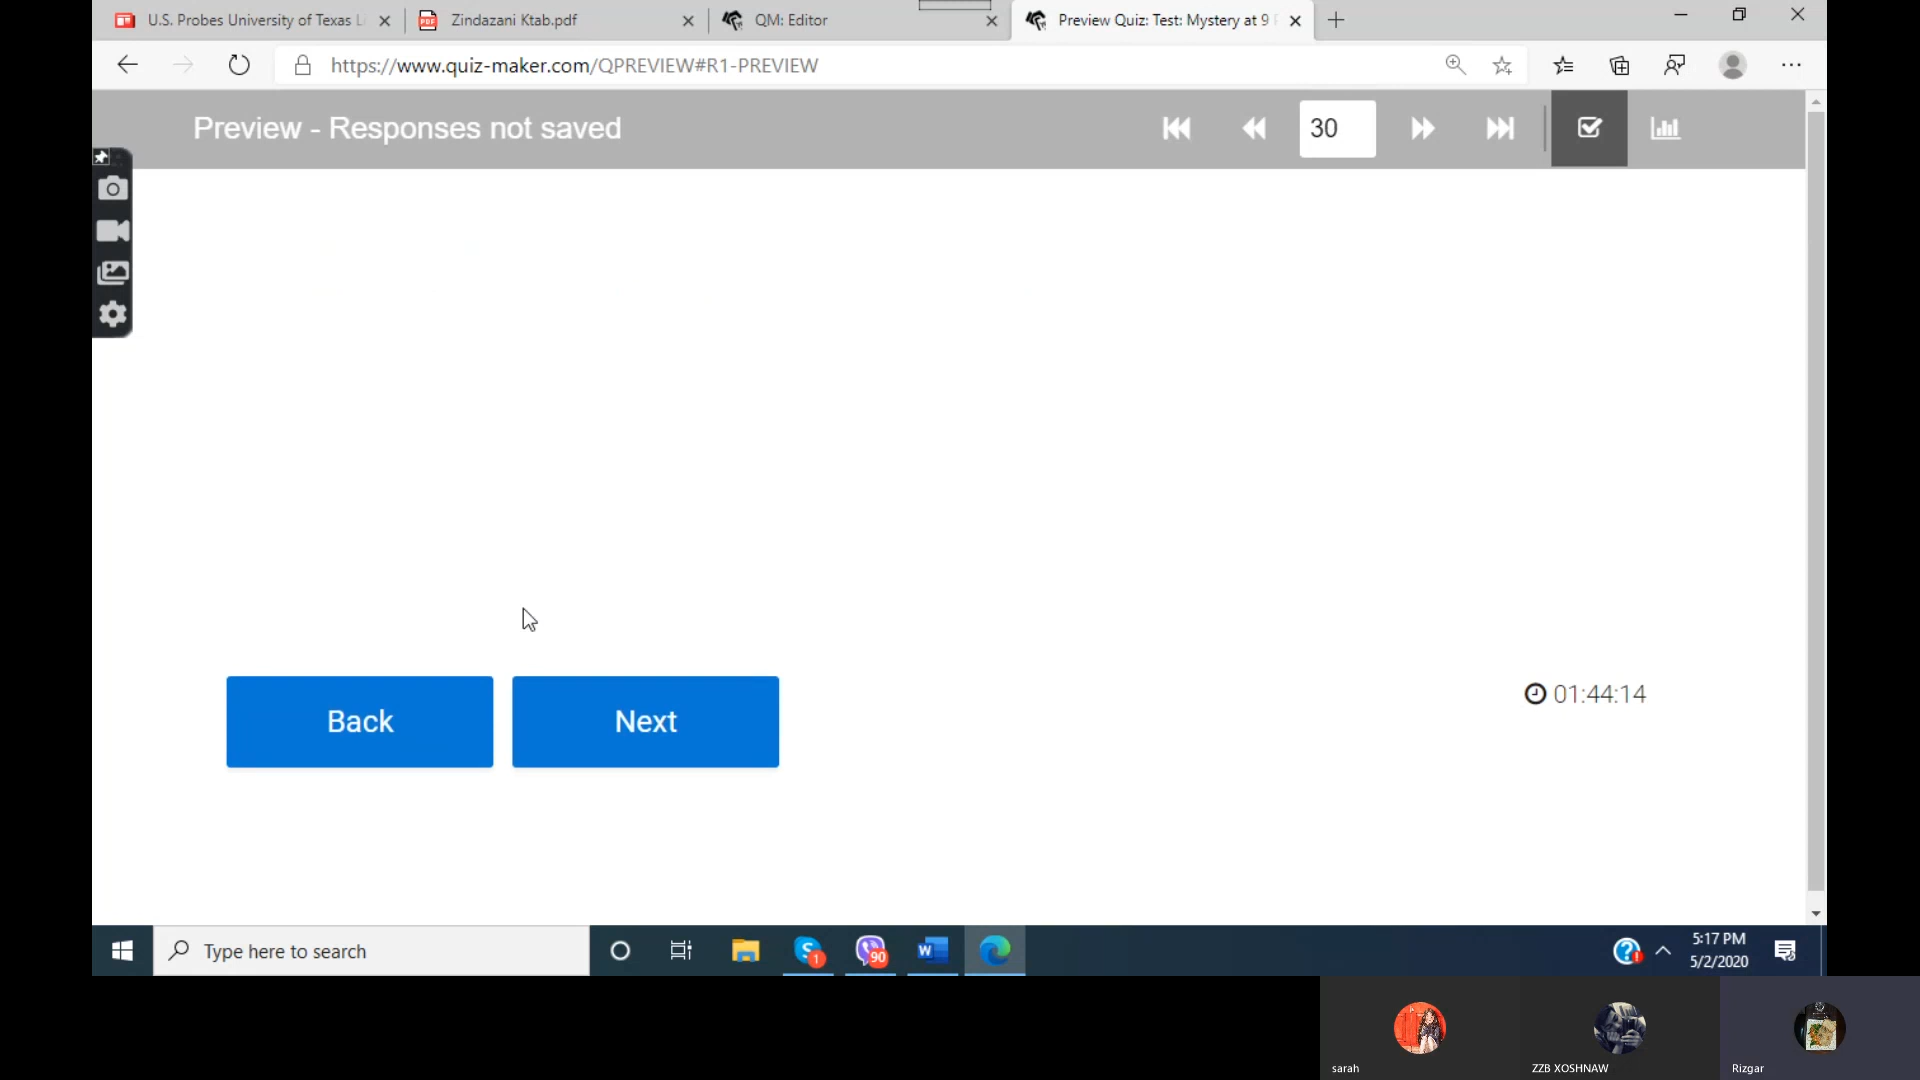 U.S. Probes University of Texas L
Zindazani Ktab.pdf
QM: Editor
Preview Quiz: Test: Mystery at 9
https://www.quiz-maker.com/QPREVIEW#R1-PREVIEW
Preview - Responses not saved
30
Back
Next
01:44:14
Type here to search
1
90
5:17 PM
5/2/2020
sarah
ZZB XOSHNAW
Rizgar